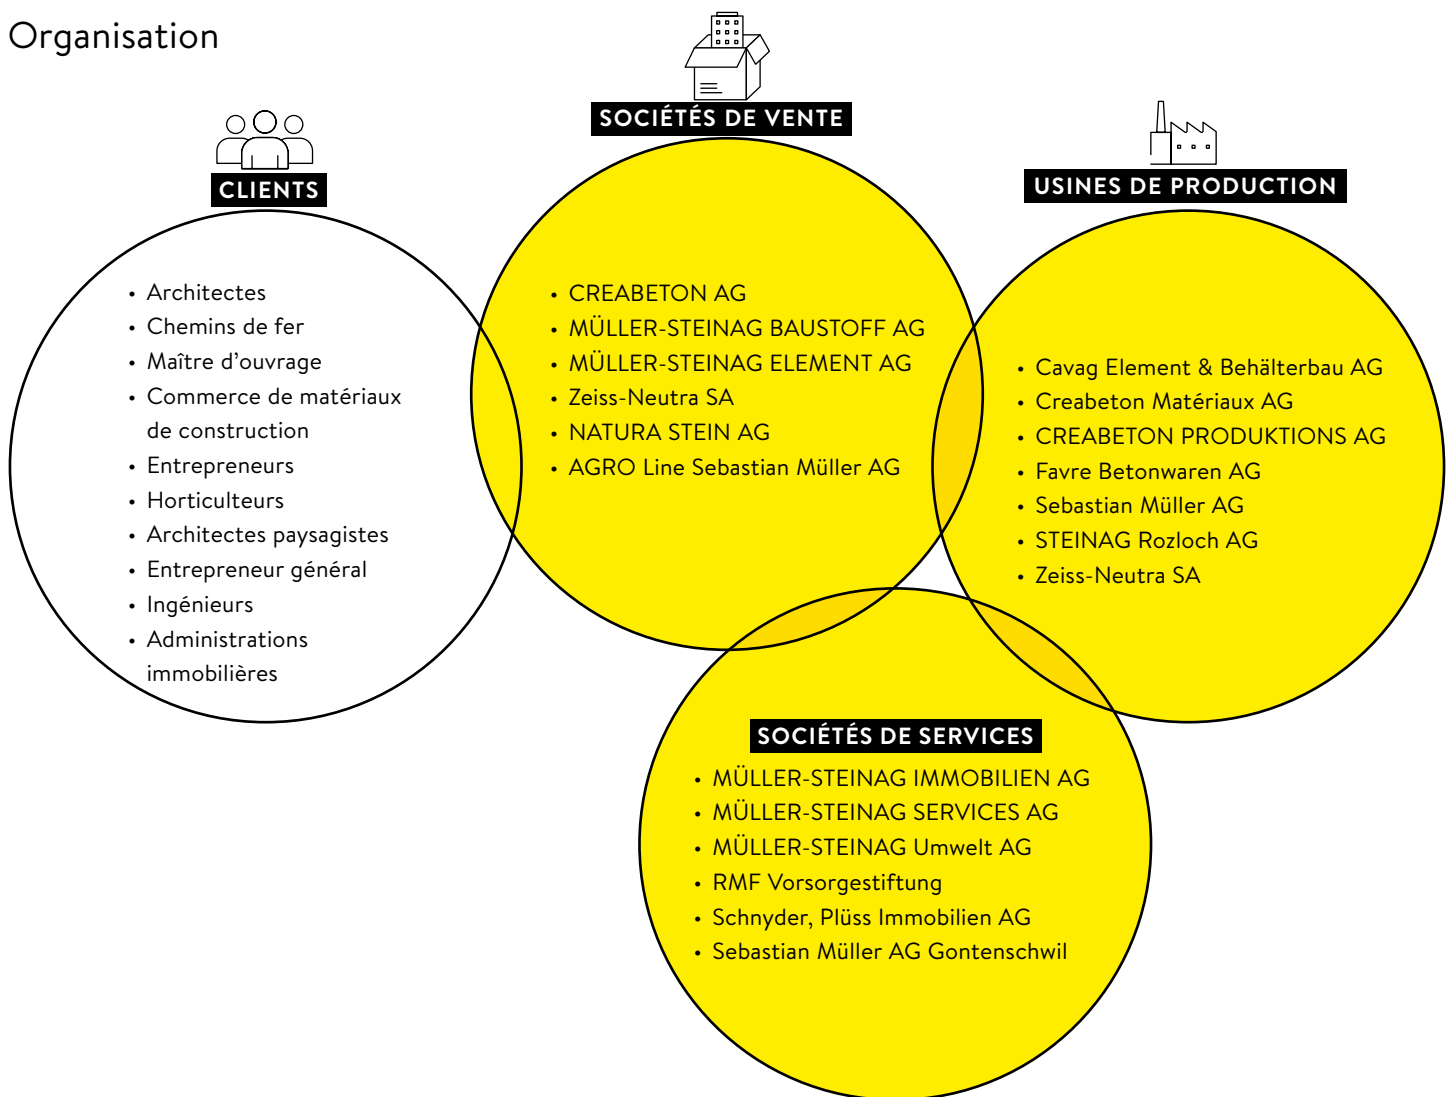 Organisation
CLIENTS
• Architectes
• Chemins de fer
• Maître d’ouvrage
• Commerce de matériaux
de construction
• Entrepreneurs
• Horticulteurs
• Architectes paysagistes
• Entrepreneur général
• Ingénieurs
• Administrations
immobilières
SOCIÉTÉS DE VENTE
• CREABETON AG
• MÜLLER-STEINAG BAUSTOFF AG
• MÜLLER-STEINAG ELEMENT AG
• Zeiss-Neutra SA
• NATURA STEIN AG
• AGRO Line Sebastian Müller AG
USINES DE PRODUCTION
• Cavag Element & Behälterbau AG
• Creabeton Matériaux AG
• CREABETON PRODUKTIONS AG
• Favre Betonwaren AG
• Sebastian Müller AG
• STEINAG Rozloch AG
• Zeiss-Neutra SA
SOCIÉTÉS DE SERVICES
• MÜLLER-STEINAG IMMOBILIEN AG
• MÜLLER-STEINAG SERVICES AG
• MÜLLER-STEINAG Umwelt AG
• RMF Vorsorgestiftung
• Schnyder, Plüss Immobilien AG
• Sebastian Müller AG Gontenschwil